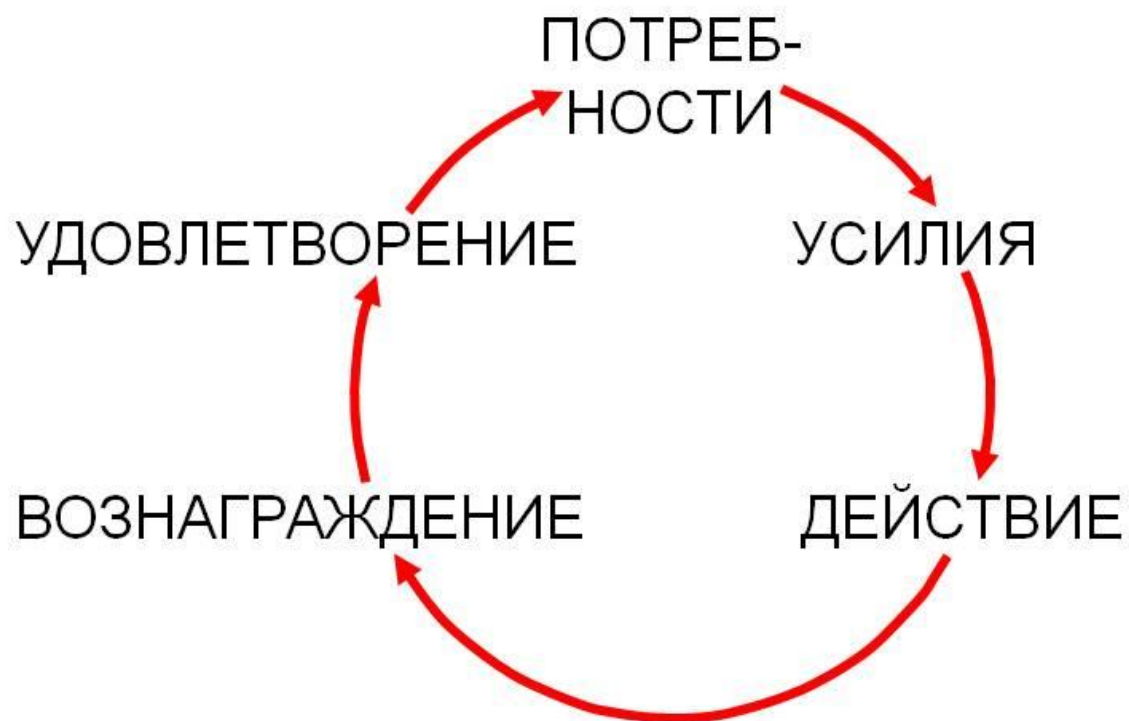 ПОТРЕБ-
НОСТИ
УДОВЛЕТВОРЕНИЕ
УСИЛИЯ
ВОЗНАГРАЖДЕНИЕ
ДЕЙСТВИЕ